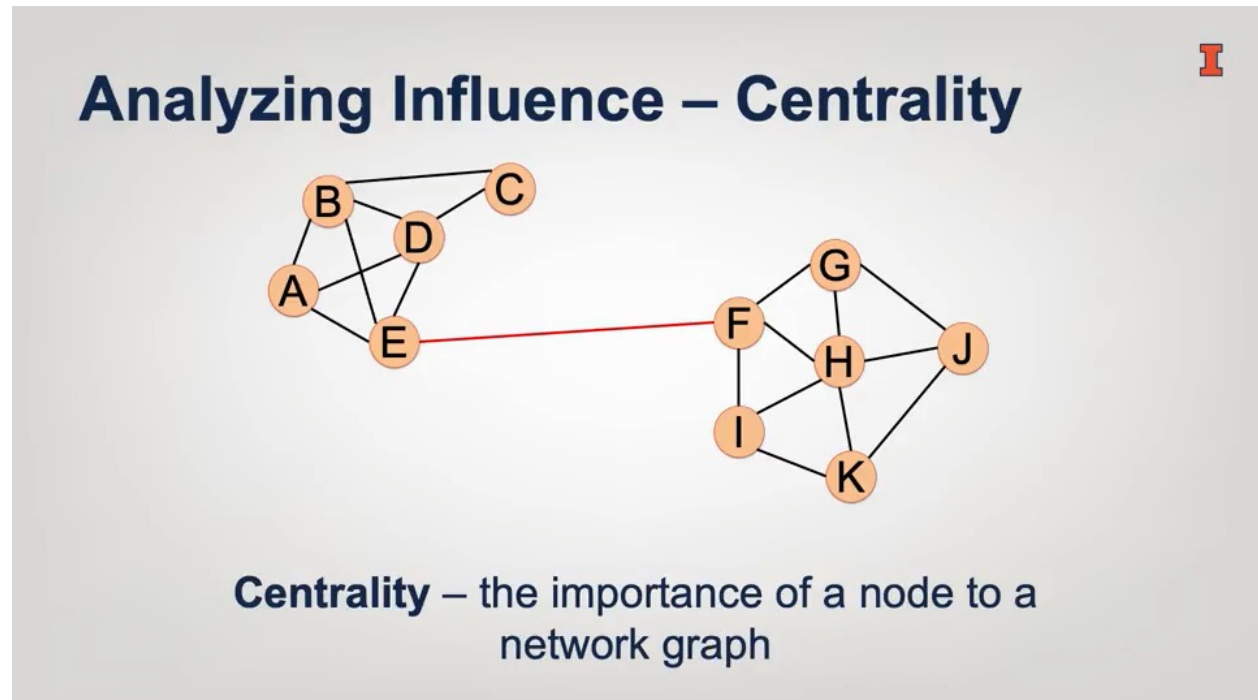 I
Analyzing Influence – Centrality
B
C
D
A
E
G
F
H
J
I
K
Centrality – the importance of a node to a
network graph